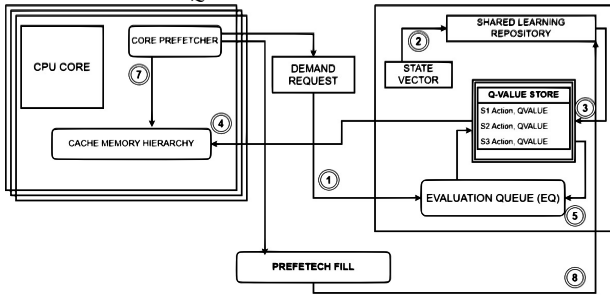 CPU CORE
CORE PREFETCHER
7
CACHE MEMORY HIERARCHY
4
DEMAND
REQUEST
1
2
SHARED LEARNING
REPOSITORY
STATE
VECTOR
Q-VALUE STORE
S1 Action, QVALUE
S2 Action, QVALUE
S3 Action, QVALUE
3
EVALUATION QUEUE (EQ)
5
PREFETECH FILL
8